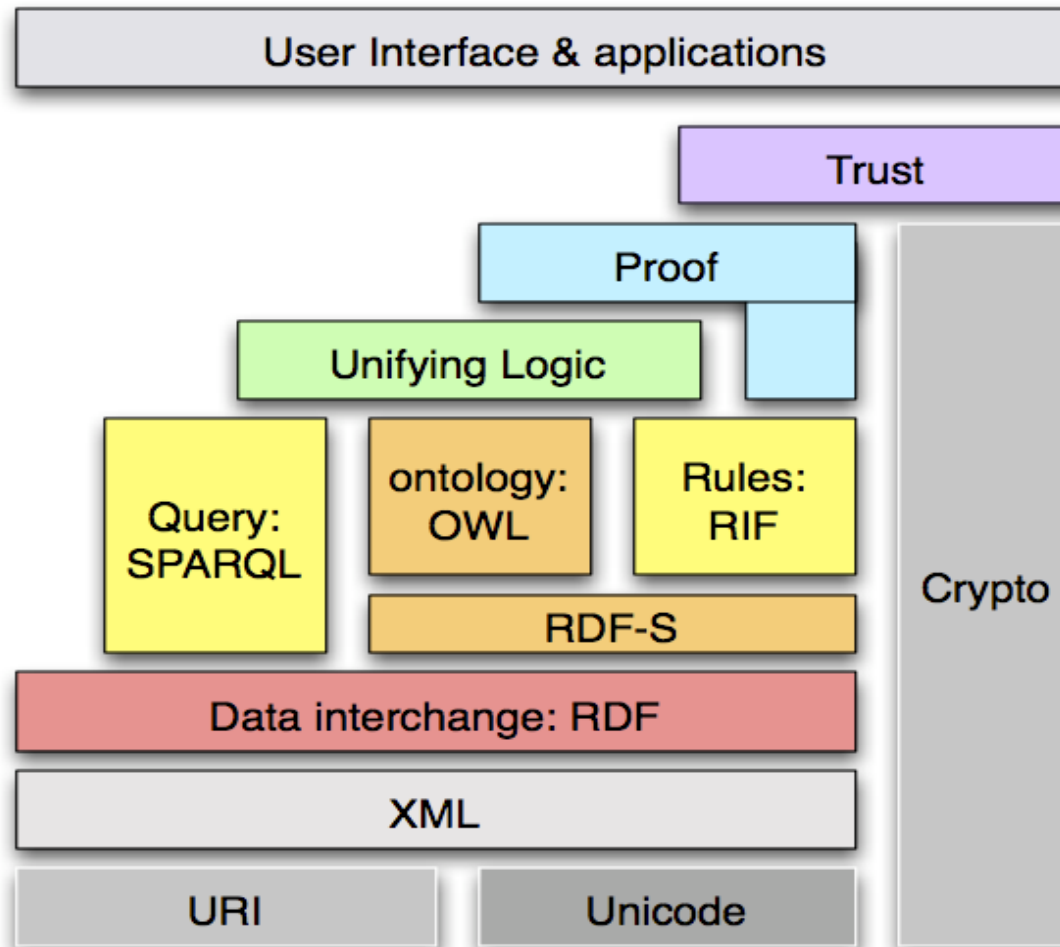 User Interface & applications
Trust
Proof
Unifying Logic
Query:
SPARQL
ontology:
OWL
Rules:
RIF
Crypto
RDF-S
Data interchange: RDF
XML
URI
Unicode